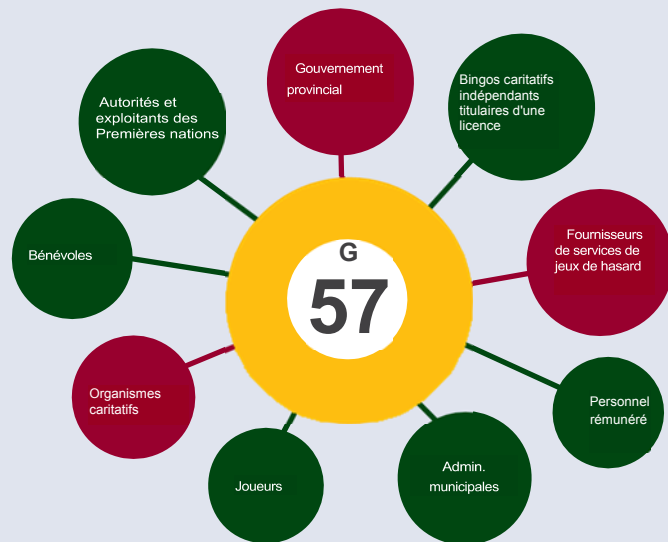 Gouvernement
provincial
Bingos caritatifs
indépendants
titulaires d'une
licence
Autorités et
exploitants des
Premières nations
Fournisseurs
de services de
jeux de hasard
Bénévoles
G
57
Organismes
caritatifs
Personnel
rémunéré
Joueurs
Admin.
municipales